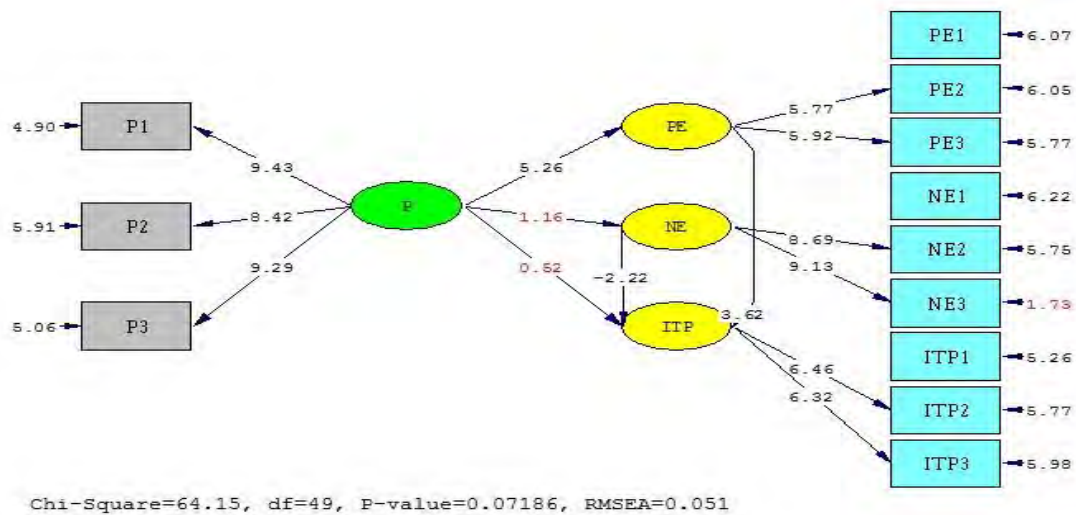 PE1
6.07
PE2
6.05
4.90
P1
PE
5.77
5.92
PE3
5.77
9.43
5.26
NE1
6.22
P
5.91
P2
8.42
1.16
NE
8.69
NE2
5.75
9.13
9.29
0.52
-2.22
NE3
1.73
5.06
P3
ITP
3.62
ITP1
5.26
6.46
6.32
ITP2
5.77
ITP3
5.98
Chi-Square=64.15, df=49, P-value=0.07186, RMSEA=0.051